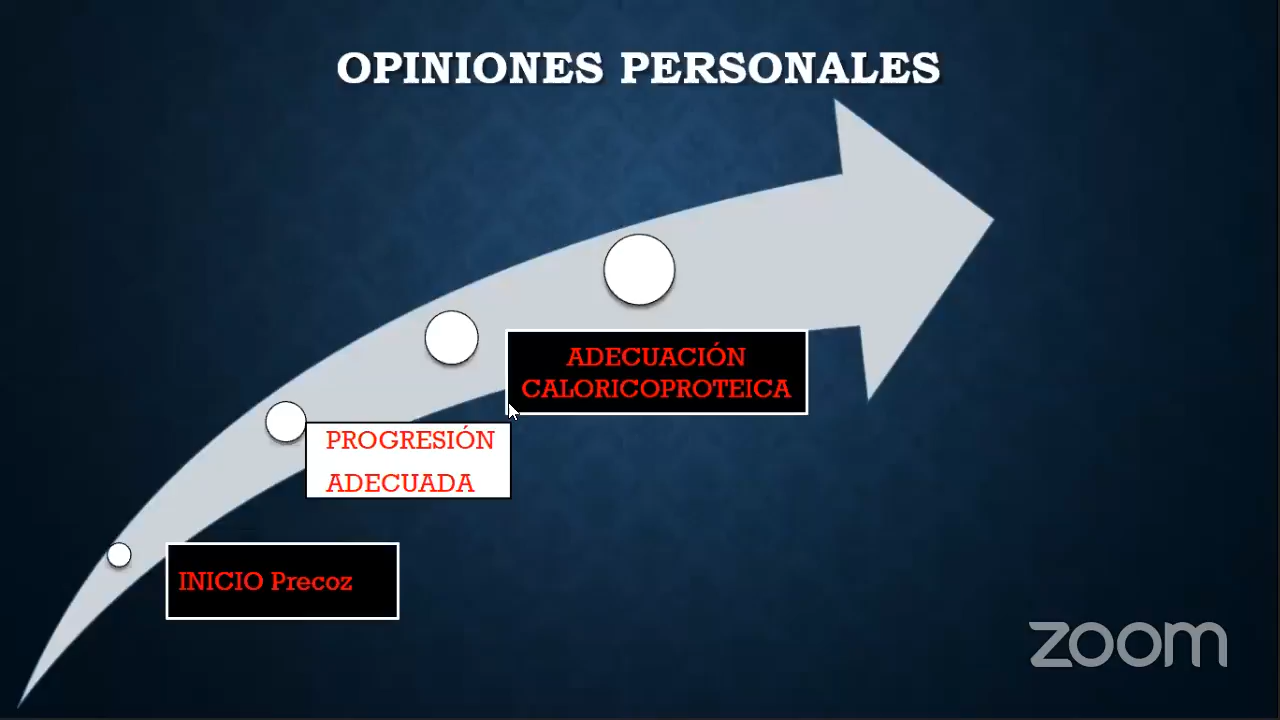 OPINIONES PERSONALES
ADECUACIÓN
CALORICOPROTEICA
PROGRESIÓN
ADECUADA
INICIO Precoz
zoom